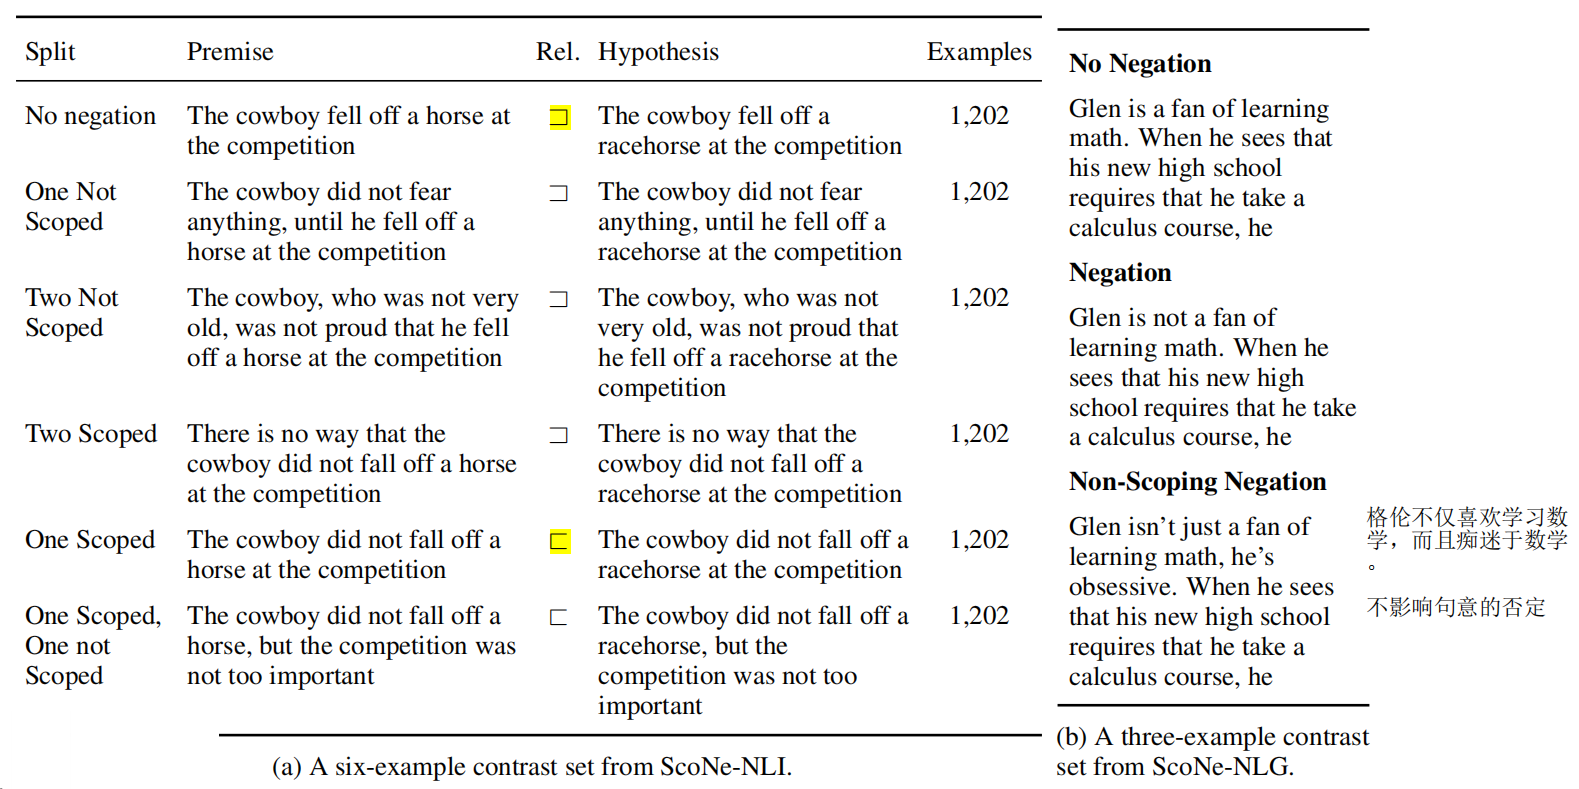 Split Premise Rel. Hypothesis Examples
No negation The cowboy fell off a horse at ⊐ The cowboy fell off a 1,202
the competition racehorse at the competition
One Not The cowboy did not fear ⊐ The cowboy did not fear 1,202
Scoped anything, until he fell off a anything, until he fell off a
horse at the competition racehorse at the competition
Two Not The cowboy, who was not very ⊐ The cowboy, who was not 1,202
Scoped old, was not proud that he fell very old, was not proud that
off a horse at the competition he fell off a racehorse at the
competition
Two Scoped There is no way that the ⊐ There is no way that the 1,202
cowboy did not fall off a horse cowboy did not fall off a
at the competition racehorse at the competition
One Scoped The cowboy did not fall off a ⊏ The cowboy did not fall off a 1,202
horse at the competition racehorse at the competition
One Scoped, The cowboy did not fall off a ⊏ The cowboy did not fall off a 1,202
One not horse, but the competition was racehorse, but the
Scoped not too important competition was not too
important
(a) A six-example contrast set from ScoNe-NLI.
No Negation
Glen is a fan of learning
math. When he sees that
his new high school
requires that he take a
calculus course, he
Negation
Glen is not a fan of
learning math. When he
sees that his new high
school requires that he take
a calculus course, he
Non-Scoping Negation
Glen isn't just a fan of
learning math, he's
obsessive. When he sees
that his new high school
requires that he take a
calculus course, he
(b) A three-example contrast
set from ScoNe-NLG.
格伦不仅喜欢学习数
学，而且痴迷于数学
。
不影响句意的否定